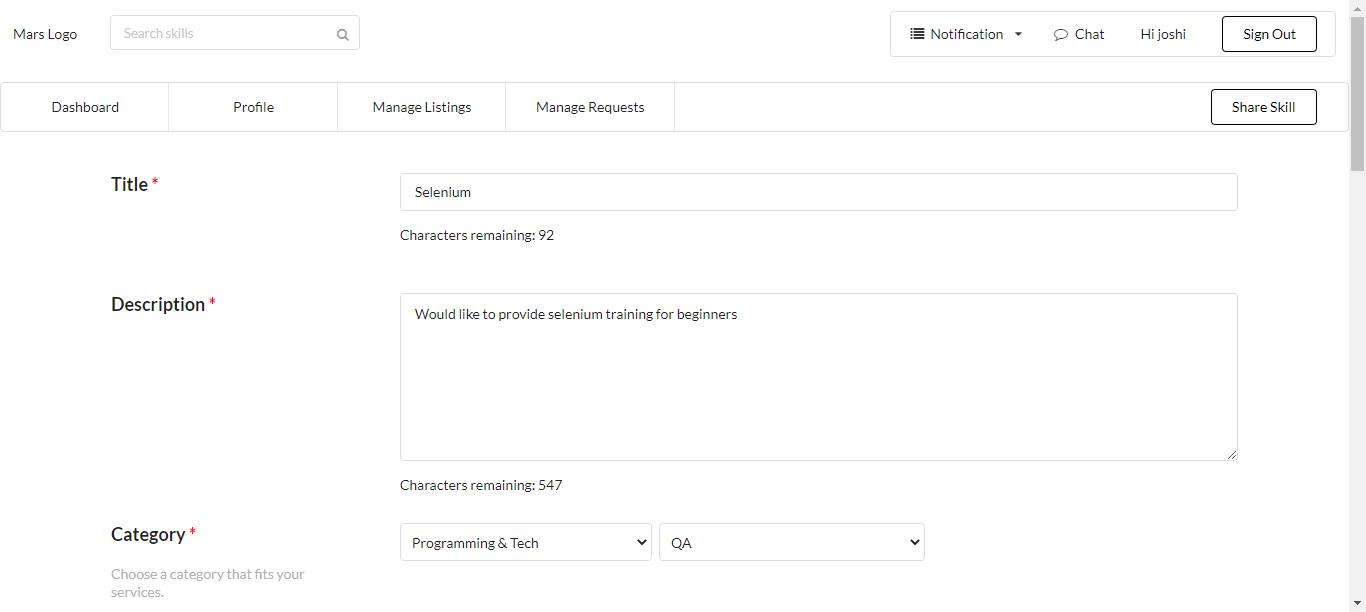 Mars Logo
Search skills
Notification
Chat
Hi joshi
Sign Out
Dashboard
Profile
Manage Listings
Manage Requests
Share Skill
Title *
Selenium
Characters remaining: 92
Description *
Would like to provide selenium training for beginners
Characters remaining: 547
Category *
Programming & Tech
QA
Choose a category that fits your
services.